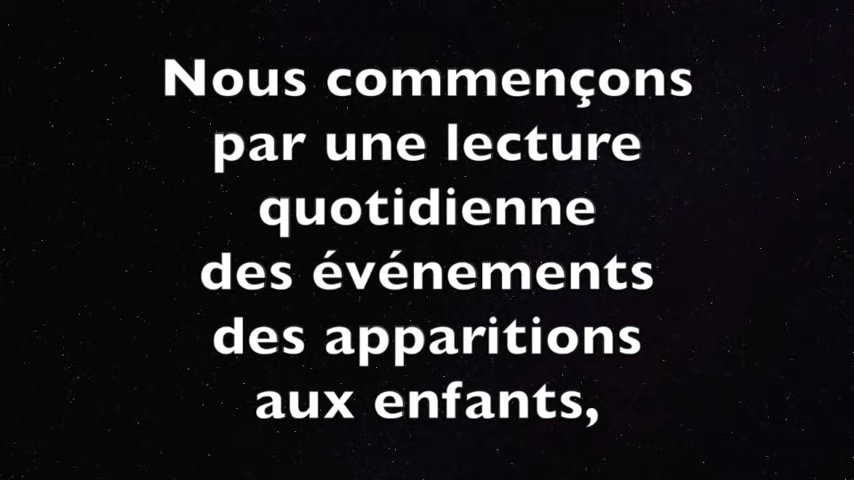 Nous commençons
par une lecture
quotidienne
des événements
des apparitions
aux enfants,